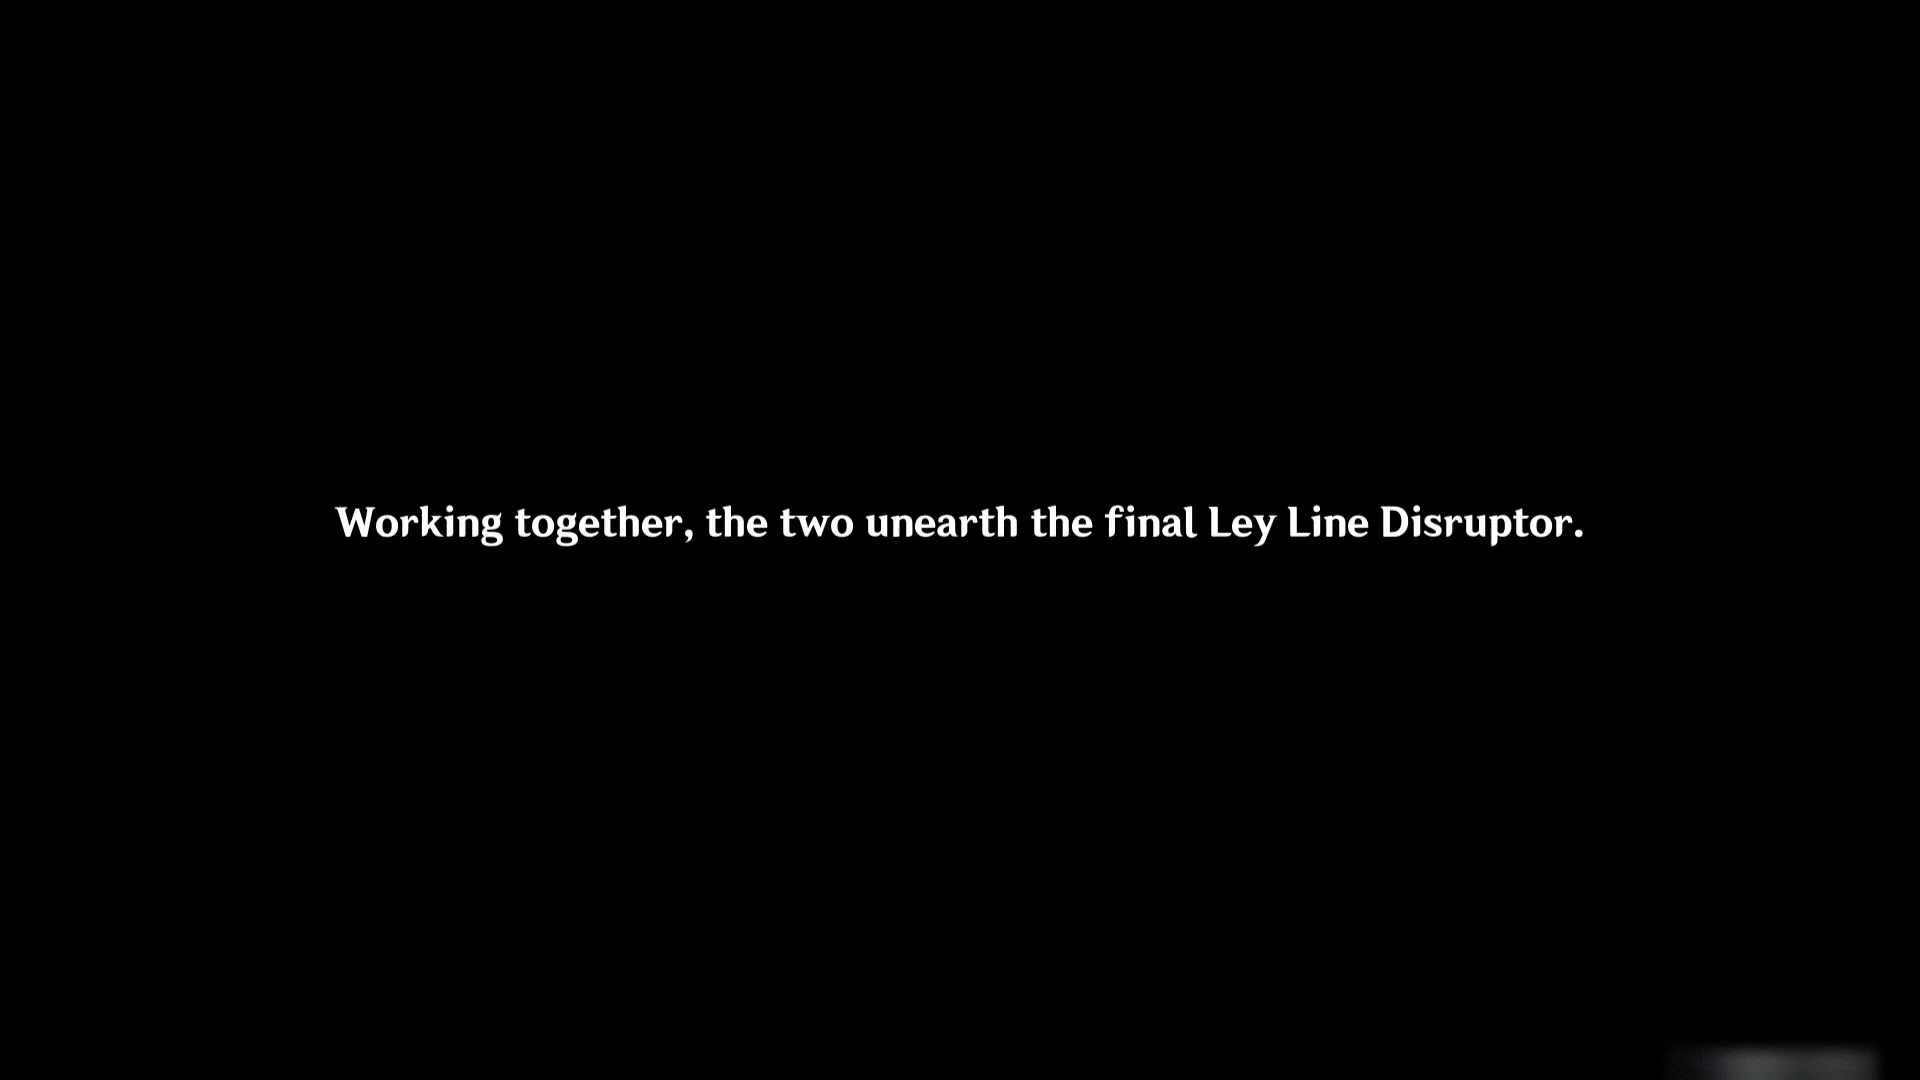 Working together, the two unearth the final Ley Line Disruptor.